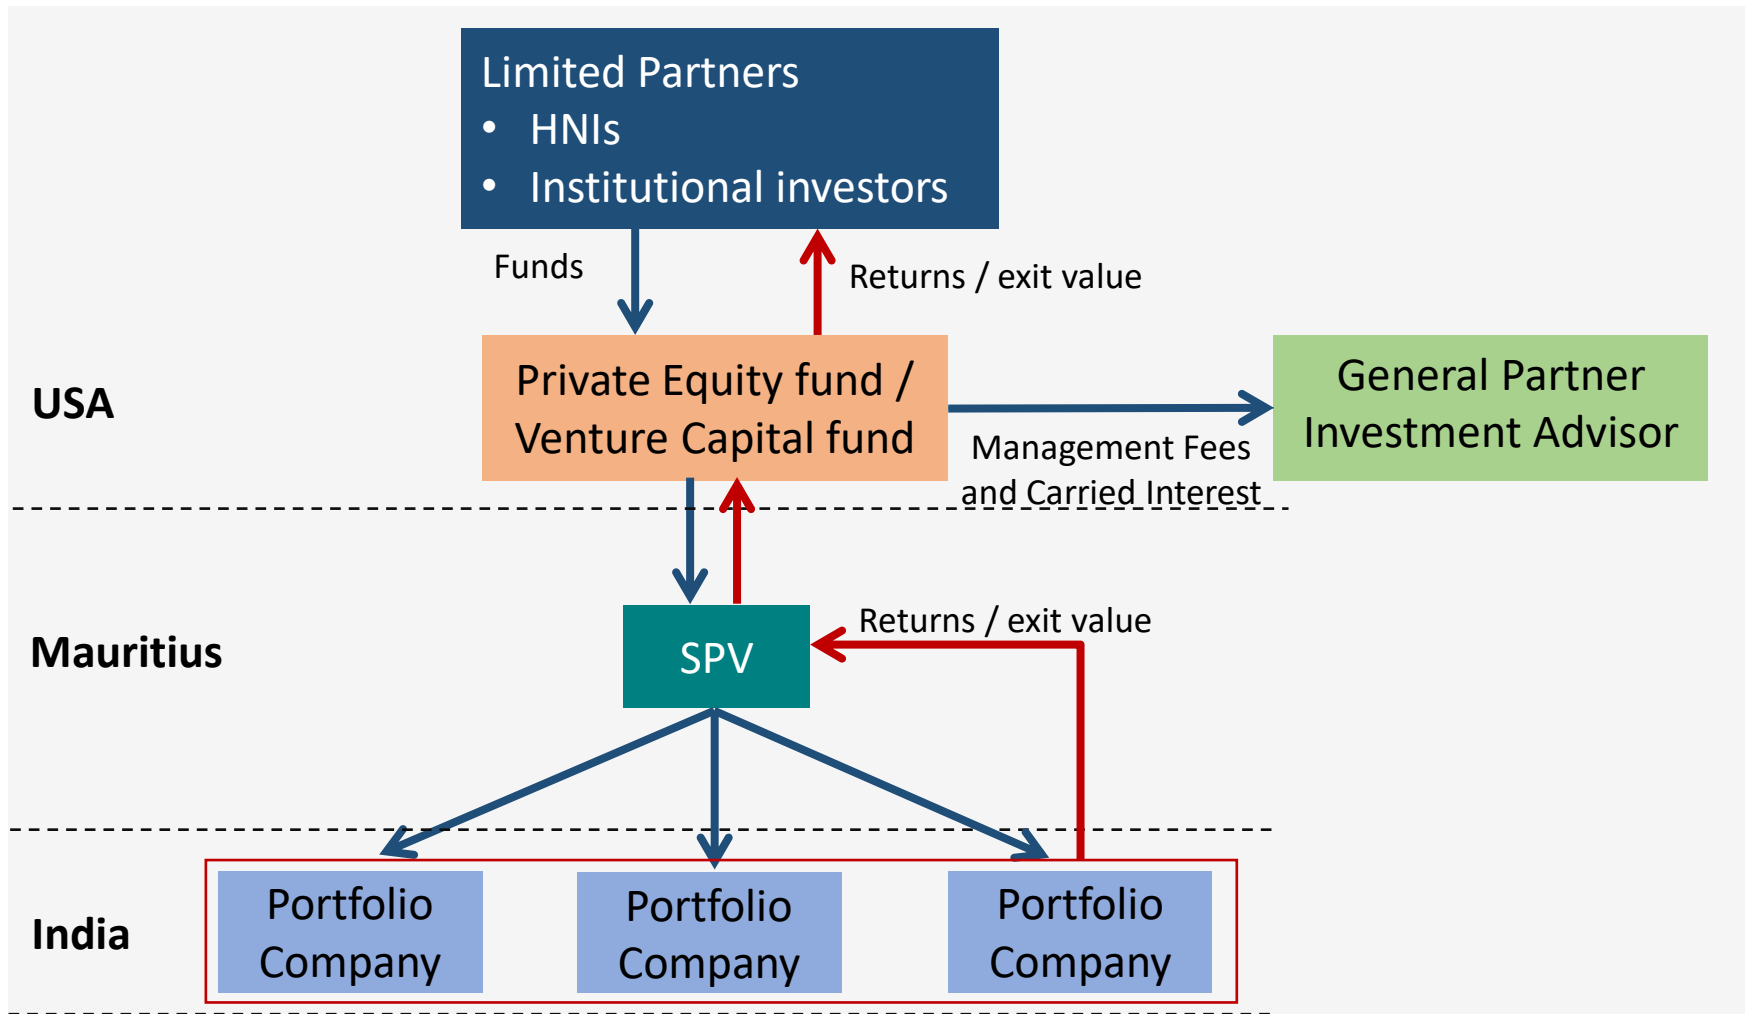 Limited Partners
• HNIs
• Institutional investors
Funds
Returns / exit value
USA
Private Equity fund /
Venture Capital fund
Management Fees
and Carried Interest
General Partner
Investment Advisor
Mauritius
SPV
Returns / exit value
India
Portfolio
Company
Portfolio
Company
Portfolio
Company